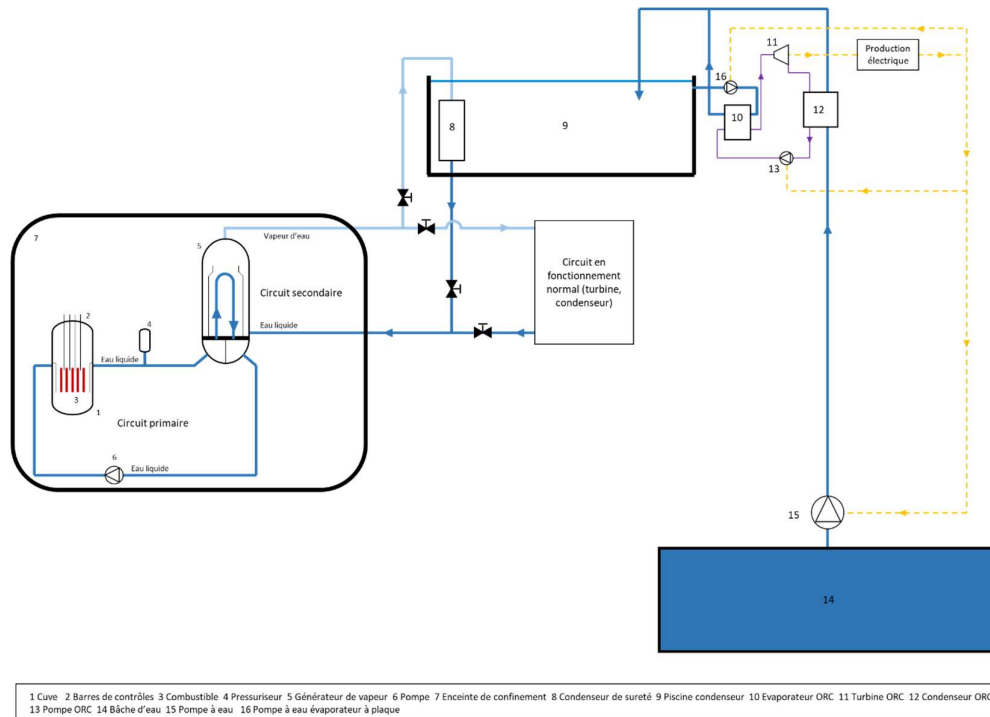 11
Production
électrique
16
10
12
8
9
13
7
5
Vapeur d'eau
Circuit en
fonctionnement
normal (turbine,
condenseur)
Circuit secondaire
2
4
Eau liquide
Eau liquide
3
1
Circuit primaire
6
Eau liquide
15
14
1 Cuve 2 Barres de contrôles 3 Combustible 4 Pressuriseur 5 Générateur de vapeur 6 Pompe 7 Enceinte de confinement 8 Condenseur de sureté 9 Piscine condenseur 10 Evaporateur ORC 11 Turbine ORC 12 Condenseur ORC
13 Pompe ORC 14 Bâche d'eau 15 Pompe à eau 16 Pompe à eau évaporateur à plaque